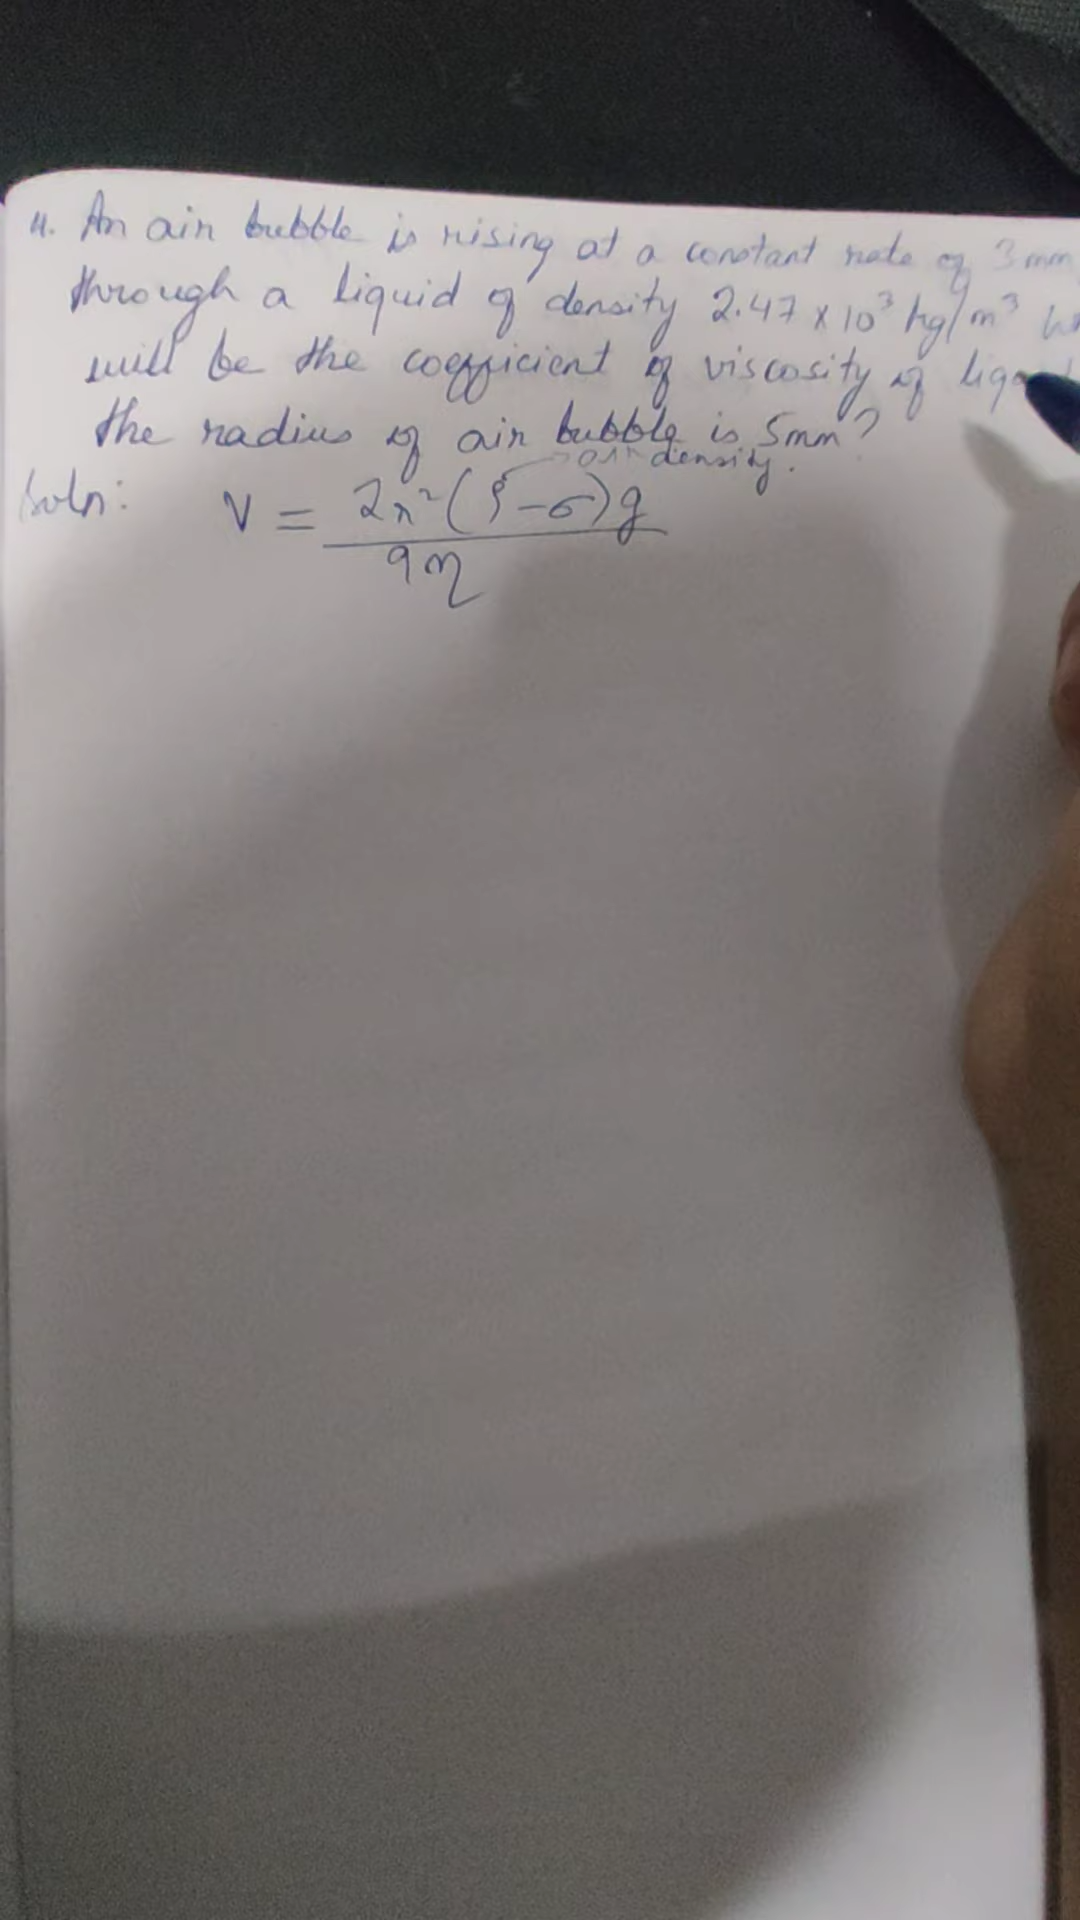 4. An air bubble is rising at a constant rate of 3mm
through a liquid of density 2.47 x 10³ kg/m³
will be the coefficient of viscosity of
the radius of air bubble is 5mm?
air density.
Soln: V = 2r²(ρ-σ)g
9η